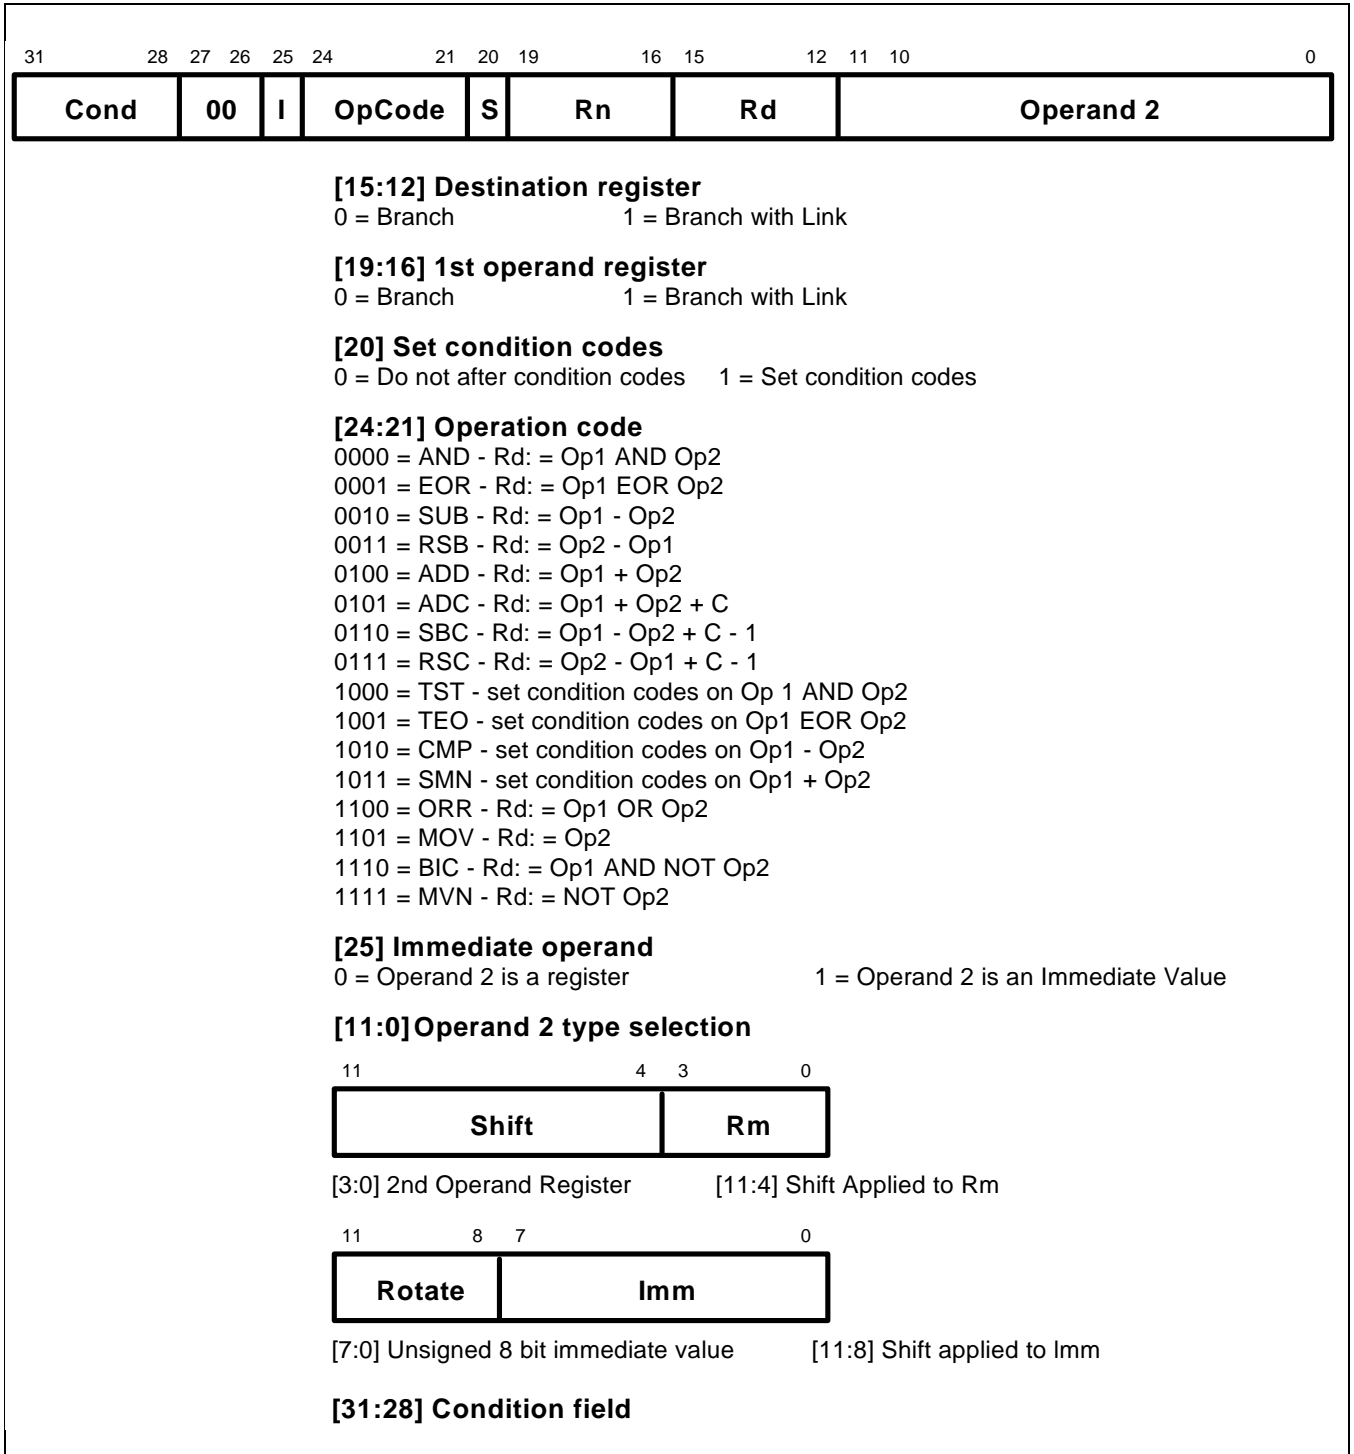 31 28 27 26 25 24 21 20 19 16 15 12 11 10 0
Cond 00 I OpCode S Rn Rd Operand 2
[15:12] Destination register
0 = Branch 1 = Branch with Link
[19:16] 1st operand register
0 = Branch 1 = Branch with Link
[20] Set condition codes
0 = Do not after condition codes 1 = Set condition codes
[24:21] Operation code
0000 = AND - Rd: = Op1 AND Op2
0001 = EOR - Rd: = Op1 EOR Op2
0010 = SUB - Rd: = Op1 - Op2
0011 = RSB - Rd: = Op2 - Op1
0100 = ADD - Rd: = Op1 + Op2
0101 = ADC - Rd: = Op1 + Op2 + C
0110 = SBC - Rd: = Op1 - Op2 + C - 1
0111 = RSC - Rd: = Op2 - Op1 + C - 1
1000 = TST - set condition codes on Op 1 AND Op2
1001 = TEO - set condition codes on Op1 EOR Op2
1010 = CMP - set condition codes on Op1 - Op2
1011 = SMN - set condition codes on Op1 + Op2
1100 = ORR - Rd: = Op1 OR Op2
1101 = MOV - Rd: = Op2
1110 = BIC - Rd: = Op1 AND NOT Op2
1111 = MVN - Rd: = NOT Op2
[25] Immediate operand
0 = Operand 2 is a register 1 = Operand 2 is an Immediate Value
[11:0] Operand 2 type selection
11 4 3 0
Shift Rm
[3:0] 2nd Operand Register [11:4] Shift Applied to Rm
11 8 7 0
Rotate Imm
[7:0] Unsigned 8 bit immediate value [11:8] Shift applied to Imm
[31:28] Condition field